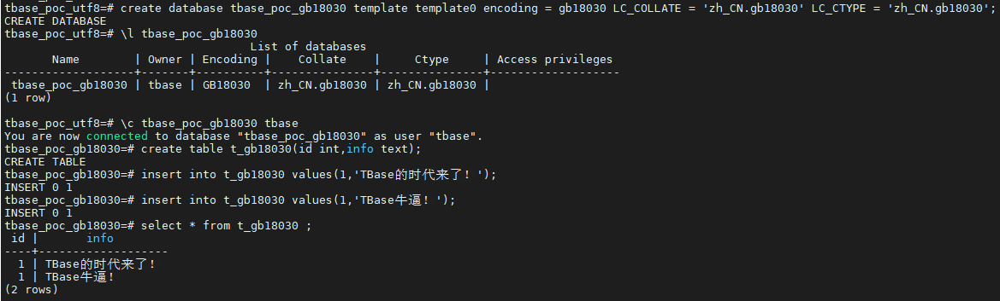 tbase_poc_utf8=# create database tbase_poc_gb18030 template template0 encoding = gb18030 LC_COLLATE = 'zh_CN.gb18030' LC_CTYPE = 'zh_CN.gb18030';
CREATE DATABASE
tbase_poc_utf8=# \l tbase_poc_gb18030
                                      List of databases
       Name        | Owner | Encoding |    Collate    |     Ctype     | Access privileges
-------------------+-------+----------+---------------+---------------+-------------------
 tbase_poc_gb18030 | tbase | GB18030  | zh_CN.gb18030 | zh_CN.gb18030 |
(1 row)
tbase_poc_utf8=# \c tbase_poc_gb18030 tbase
You are now connected to database "tbase_poc_gb18030" as user "tbase".
tbase_poc_gb18030=# create table t_gb18030(id int,info text);
CREATE TABLE
tbase_poc_gb18030=# insert into t_gb18030 values(1,'TBase的时代来了！');
INSERT 0 1
tbase_poc_gb18030=# insert into t_gb18030 values(1,'TBase牛逼！');
INSERT 0 1
tbase_poc_gb18030=# select * from t_gb18030 ;
 id |       info
----+-------------------
  1 | TBase的时代来了！
  1 | TBase牛逼！
(2 rows)